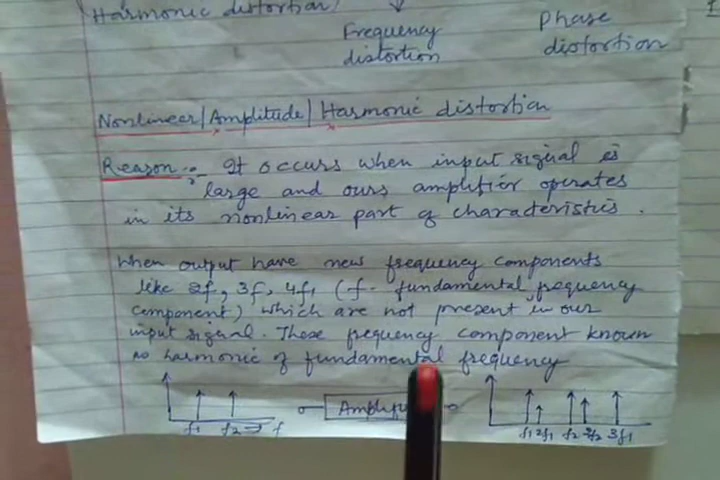 Harmonic distortion)
Frequency distortion
Phase distortion
Nonlinear/Amplitude/Harmonic distortion
Reason :- It occurs when input signal is
large and ours amplifior operates
in its nonlinear part of characteristics.
When output have new frequency components
like 2f, 3f, 4f, (f- fundamental frequency
component) which are not present in our
input signal. These frequency component known
as harmonic of fundamental frequency
f1 f2 → f
Amplif
f1 2f1 f2 2f2 3f1